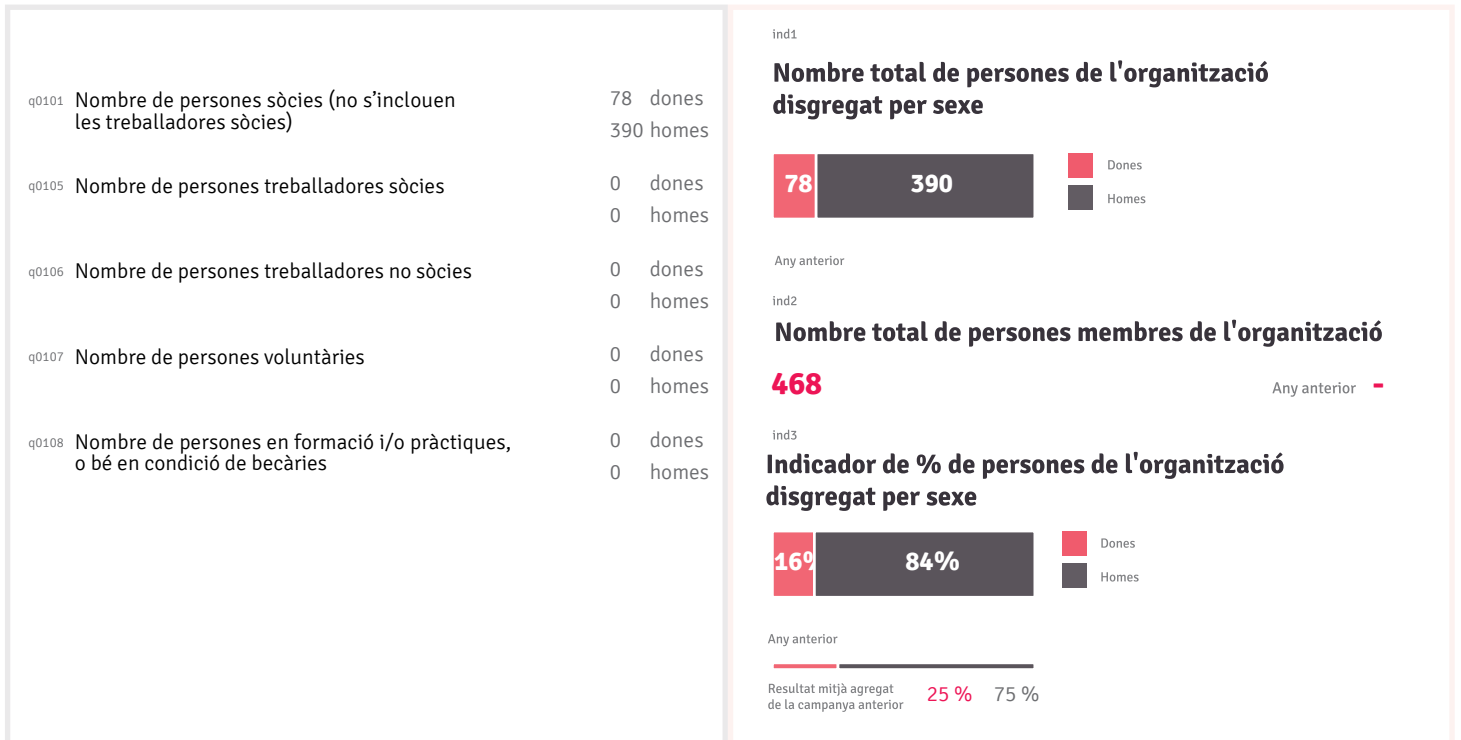 q0101 Nombre de persones sòcies (no s’inclouen
les treballadores sòcies)
78 dones
390 homes
q0105 Nombre de persones treballadores sòcies
0 dones
0 homes
q0106 Nombre de persones treballadores no sòcies
0 dones
0 homes
q0107 Nombre de persones voluntàries
0 dones
0 homes
q0108 Nombre de persones en formació i/o pràctiques,
o bé en condició de becàries
0 dones
0 homes
ind1
Nombre total de persones de l'organització
disgregat per sexe
78 390
Dones
Homes
Any anterior
ind2
Nombre total de persones membres de l'organització
468
Any anterior -
ind3
Indicador de % de persones de l'organització
disgregat per sexe
16% 84%
Dones
Homes
Any anterior
Resultat mitjà agregat
de la campanya anterior
25 % 75 %